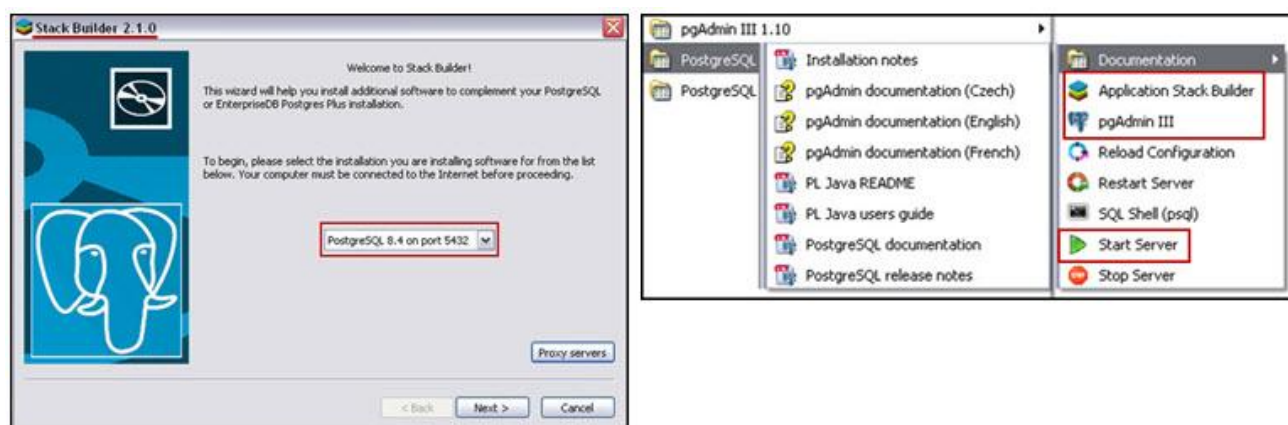 Stack Builder 2.1.0
Welcome to Stack Builder!
This wizard will help you install additional software to complement your PostgreSQL
or EnterpriseDB Postgres Plus installation.
To begin, please select the installation you are installing software for from the list
below. Your computer must be connected to the Internet before proceeding.
PostgreSQL 8.4 on port 5432
Proxy servers
< Back
Next >
Cancel
pgAdmin III 1.10
PostgreSQL
PostgreSQL
Installation notes
pgAdmin documentation (Czech)
pgAdmin documentation (English)
pgAdmin documentation (French)
PL Java README
PL Java users guide
PostgreSQL documentation
PostgreSQL release notes
Documentation
Application Stack Builder
pgAdmin III
Reload Configuration
Restart Server
SQL Shell (psql)
Start Server
Stop Server